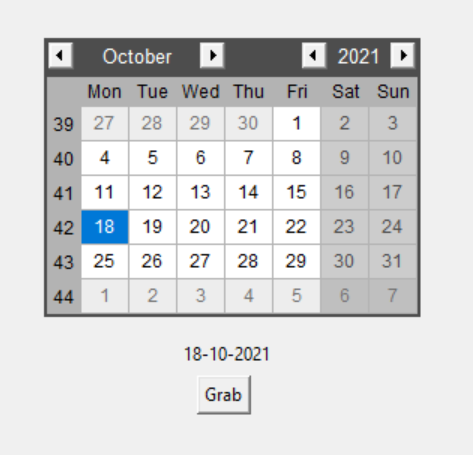 October 2021
Mon Tue Wed Thu Fri Sat Sun
39 27 28 29 30 1 2 3
40 4 5 6 7 8 9 10
41 11 12 13 14 15 16 17
42 18 19 20 21 22 23 24
43 25 26 27 28 29 30 31
44 1 2 3 4 5 6 7
18-10-2021
Grab